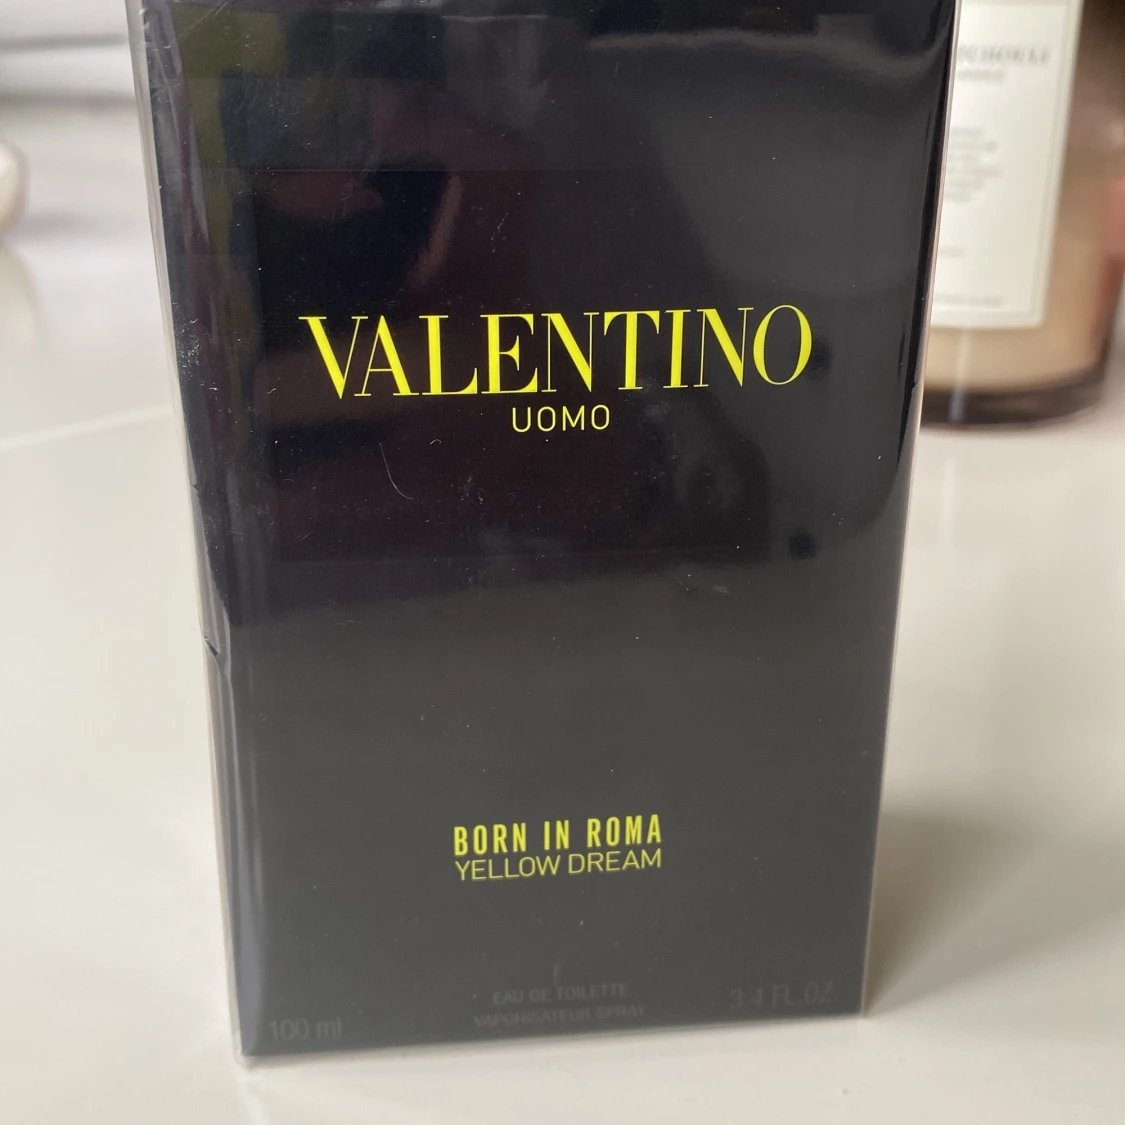 VALENTINO
UOMO
BORN IN ROMA
YELLOW DREAM
EAU DE TOILETTE
VAPORISATEUR SPRAY
100 ml
3.4 FL.OZ